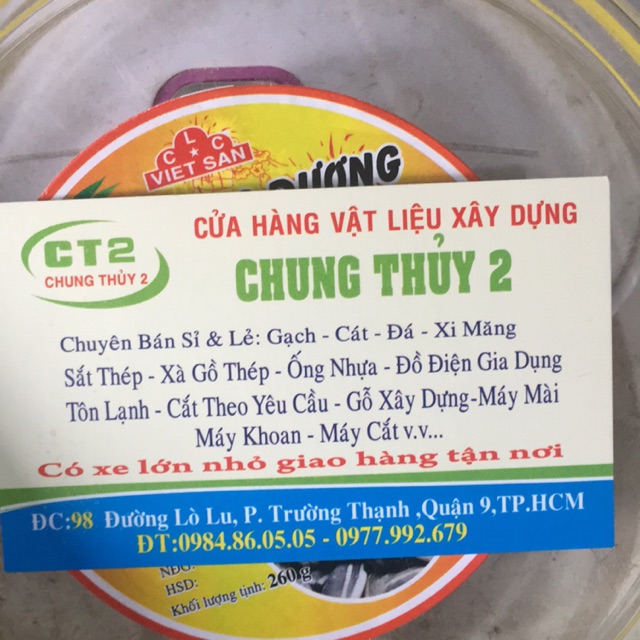 C L C
VIET SAN
DƯƠNG
CT2
CHUNG THỦY 2
CỬA HÀNG VẬT LIỆU XÂY DỰNG
CHUNG THỦY 2
Chuyên Bán Sỉ & Lẻ: Gạch - Cát - Đá - Xi Măng
Sắt Thép - Xà Gồ Thép - Ống Nhựa - Đồ Điện Gia Dụng
Tôn Lạnh - Cắt Theo Yêu Cầu - Gỗ Xây Dựng-Máy Mài
Máy Khoan - Máy Cắt v.v...
Có xe lớn nhỏ giao hàng tận nơi
ĐC:98 Đường Lò Lu, P. Trường Thạnh ,Quận 9,TP.HCM
ĐT:0984.86.05.05 - 0977.992.679
NĐG:
HSD:
Khối lượng tịnh: 260 g